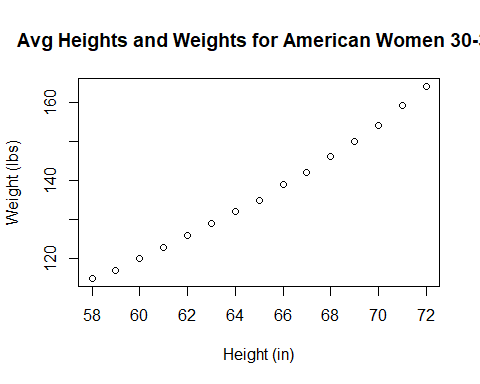 Avg Heights and Weights for American Women 30-
Weight (lbs)
160
140
120
58 60 62 64 66 68 70 72
Height (in)